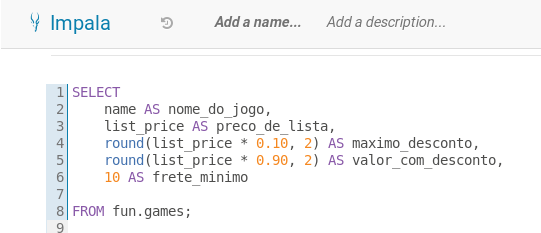 Impala Add a name... Add a description...
1 SELECT
2 name AS nome_do_jogo,
3 list_price AS preco_de_lista,
4 round(list_price * 0.10, 2) AS maximo_desconto,
5 round(list_price * 0.90, 2) AS valor_com_desconto,
6 10 AS frete_minimo
7
8 FROM fun.games;
9